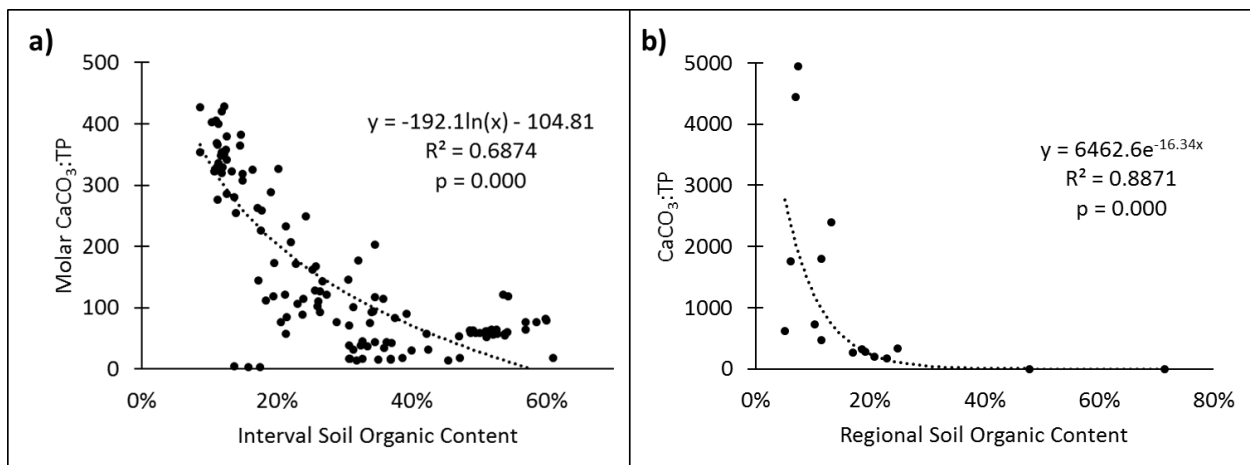 a)
500
400
300
200
100
0
0%
20%
40%
60%
Molar CaCO₃:TP
Interval Soil Organic Content
y = -192.1ln(x) - 104.81
R² = 0.6874
p = 0.000
b)
5000
4000
3000
2000
1000
0
0%
20%
40%
60%
80%
CaCO₃:TP
Regional Soil Organic Content
y = 6462.6e⁻¹⁶·³⁴ˣ
R² = 0.8871
p = 0.000